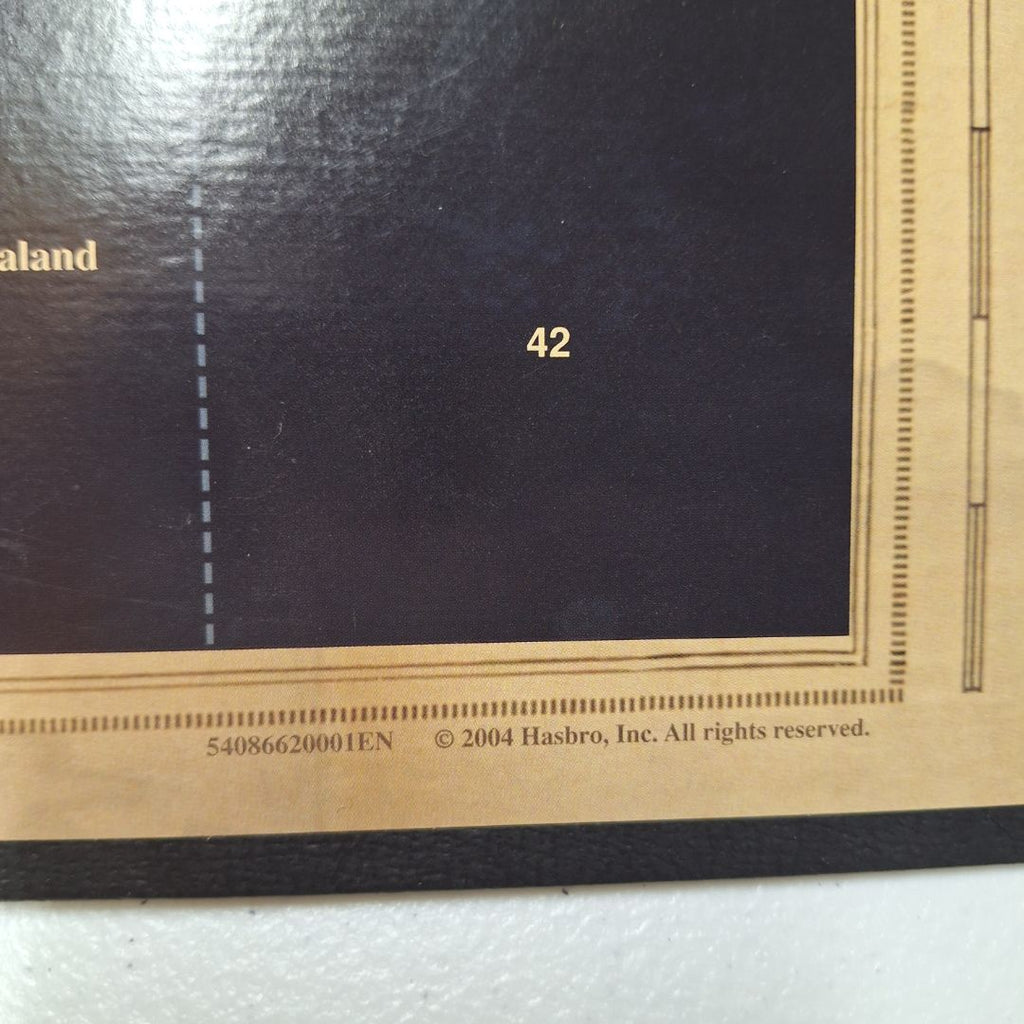 aland
42
54086620001EN © 2004 Hasbro, Inc. All rights reserved.